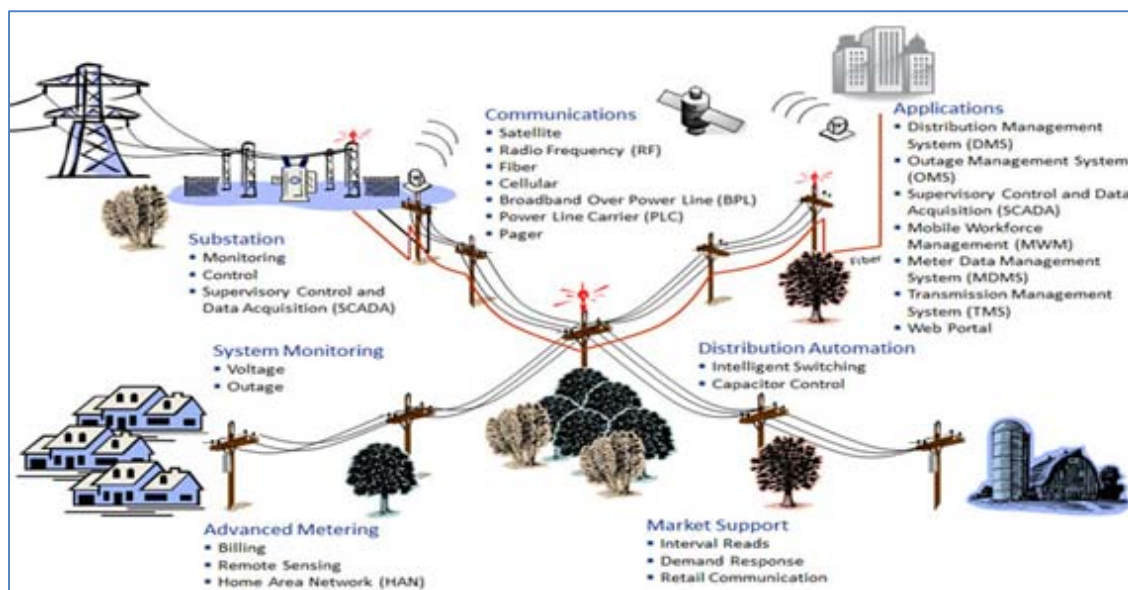 Communications
▪ Satellite
▪ Radio Frequency (RF)
▪ Fiber
▪ Cellular
▪ Broadband Over Power Line (BPL)
▪ Power Line Carrier (PLC)
▪ Pager
Applications
▪ Distribution Management
System (DMS)
▪ Outage Management System
(OMS)
▪ Supervisory Control and Data
Acquisition (SCADA)
▪ Mobile Workforce
Management (MWM)
▪ Meter Data Management
System (MDMS)
▪ Transmission Management
System (TMS)
▪ Web Portal
Fiber
Substation
▪ Monitoring
▪ Control
▪ Supervisory Control and
Data Acquisition (SCADA)
System Monitoring
▪ Voltage
▪ Outage
Distribution Automation
▪ Intelligent Switching
▪ Capacitor Control
Advanced Metering
▪ Billing
▪ Remote Sensing
▪ Home Area Network (HAN)
Market Support
▪ Interval Reads
▪ Demand Response
▪ Retail Communication